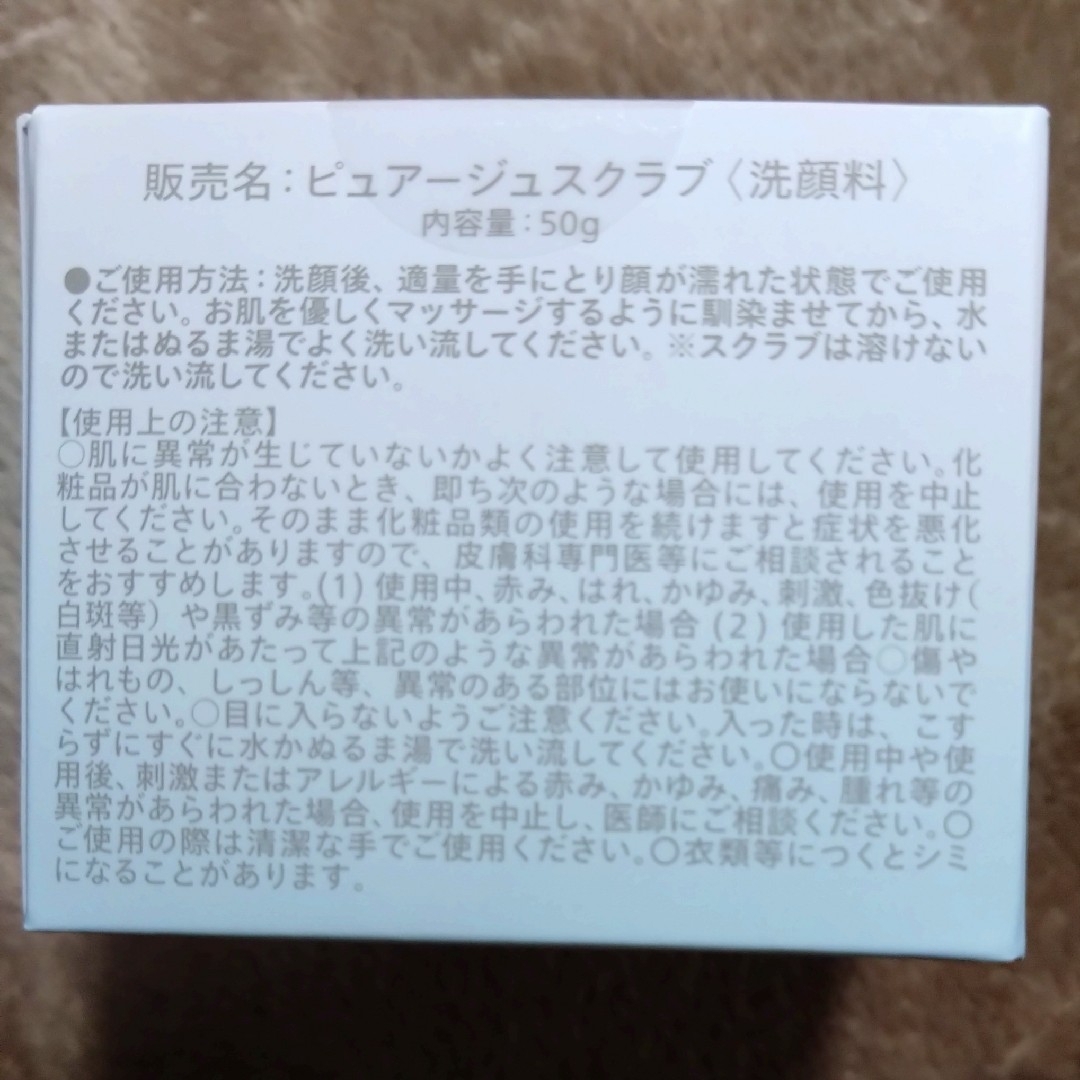 販売名：ピュアージュスクラブ〈洗顔料〉
内容量：50g
●ご使用方法：洗顔後、適量を手にとり顔が濡れた状態でご使用
ください。お肌を優しくマッサージするように馴染ませてから、水
またはぬるま湯でよく洗い流してください。※スクラブは溶けない
ので洗い流してください。
【使用上の注意】
○肌に異常が生じていないかよく注意して使用してください。化
粧品が肌に合わないとき、即ち次のような場合には、使用を中止
してください。そのまま化粧品類の使用を続けますと症状を悪化
させることがありますので、皮膚科専門医等にご相談されること
をおすすめします。(1) 使用中、赤み、はれ、かゆみ、刺激、色抜け（
白斑等）や黒ずみ等の異常があらわれた場合 (2) 使用した肌に
直射日光があたって上記のような異常があらわれた場合○傷や
はれもの、しっしん等、異常のある部位にはお使いにならないで
ください。○目に入らないようご注意ください。入った時は、こす
らずにすぐに水かぬるま湯で洗い流してください。○使用中や使
用後、刺激またはアレルギーによる赤み、かゆみ、痛み、腫れ等の
異常があらわれた場合、使用を中止し、医師にご相談ください。○
ご使用の際は清潔な手でご使用ください。○衣類等につくとシミ
になることがあります。